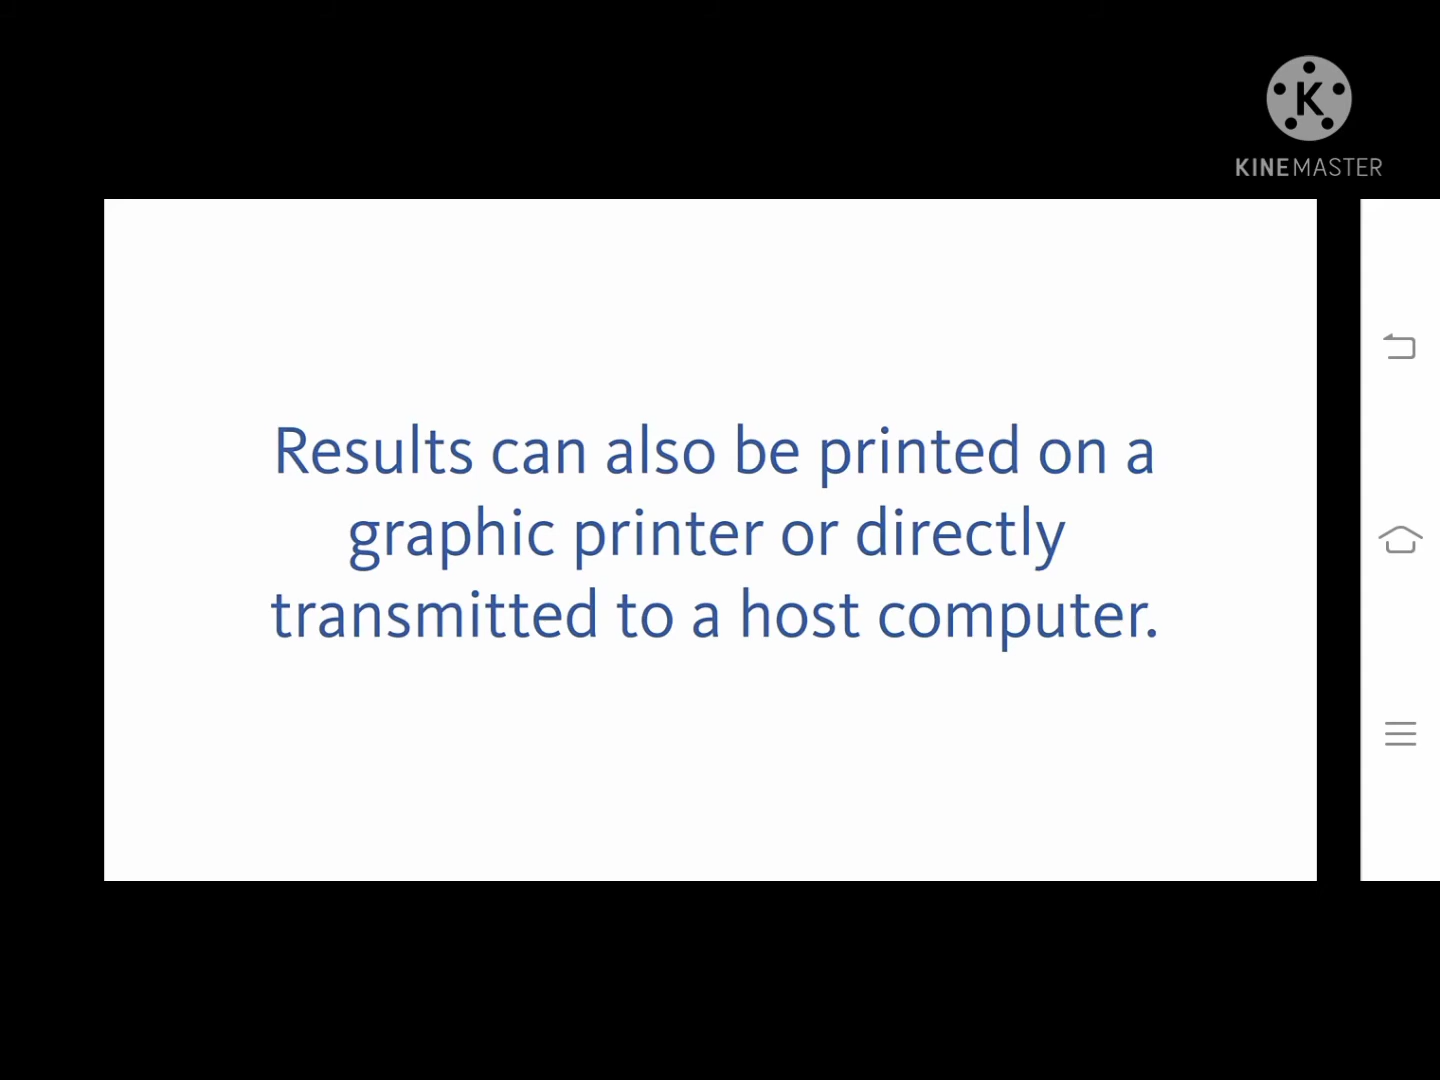 K
KINEMASTER
Results can also be printed on a
graphic printer or directly
transmitted to a host computer.